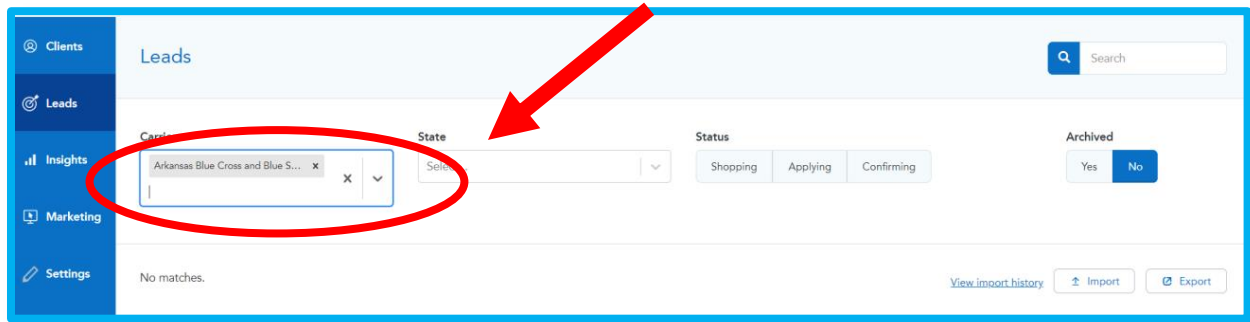 Clients
Leads
Search
Leads
Insights
Marketing
Settings
State
Status
Archived
Arkansas Blue Cross and Blue S... x
x
Shopping
Applying
Confirming
Yes
No
No matches.
View import history
Import
Export